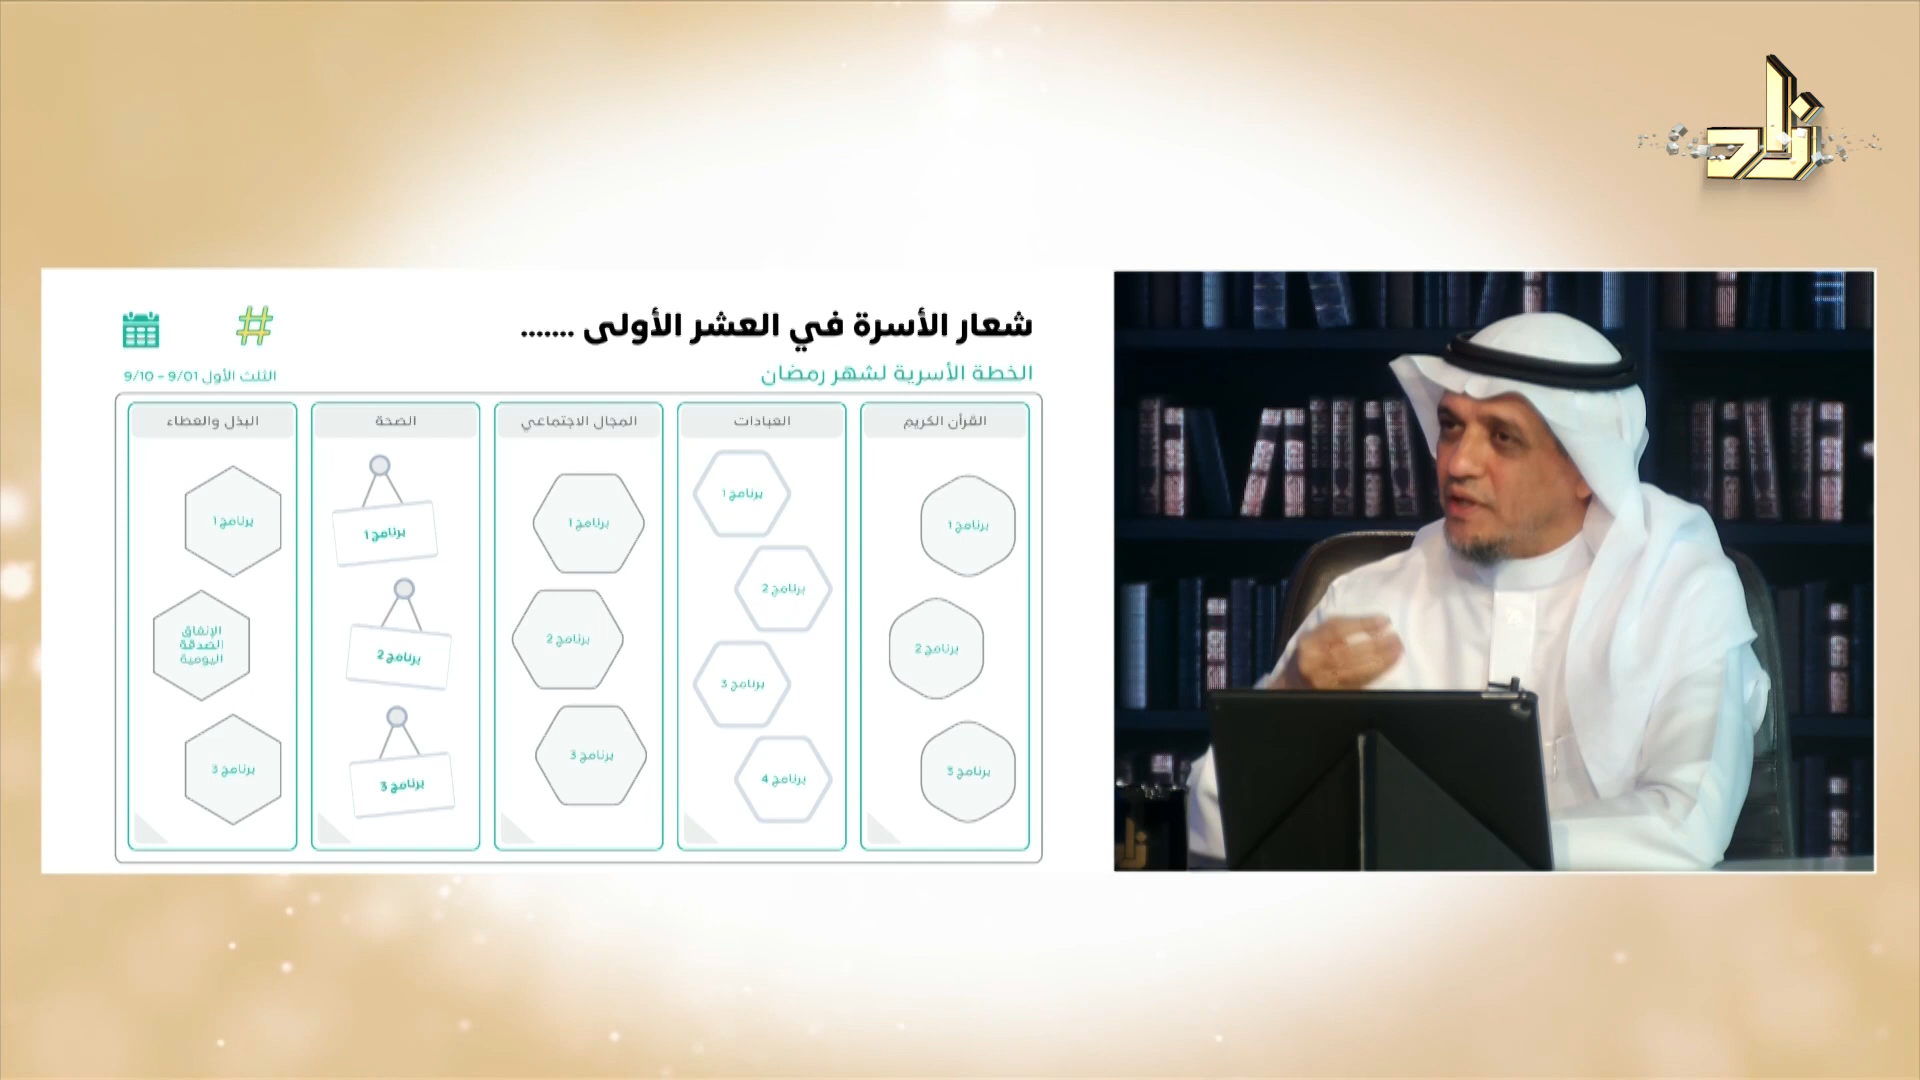 زاد
شعار الأسرة في العشر الأولى .......
الخطة الأسرية لشهر رمضان
#
الثلث الأول 9/01 - 9/10
القرآن الكريم
برنامج 1
برنامج 2
برنامج 3
العبادات
برنامج 1
برنامج 2
برنامج 3
برنامج 4
المجال الاجتماعي
برنامج 1
برنامج 2
برنامج 3
الصحة
برنامج 1
برنامج 2
برنامج 3
البذل والعطاء
برنامج 1
الإنفاق
الصدقة
اليومية
برنامج 3